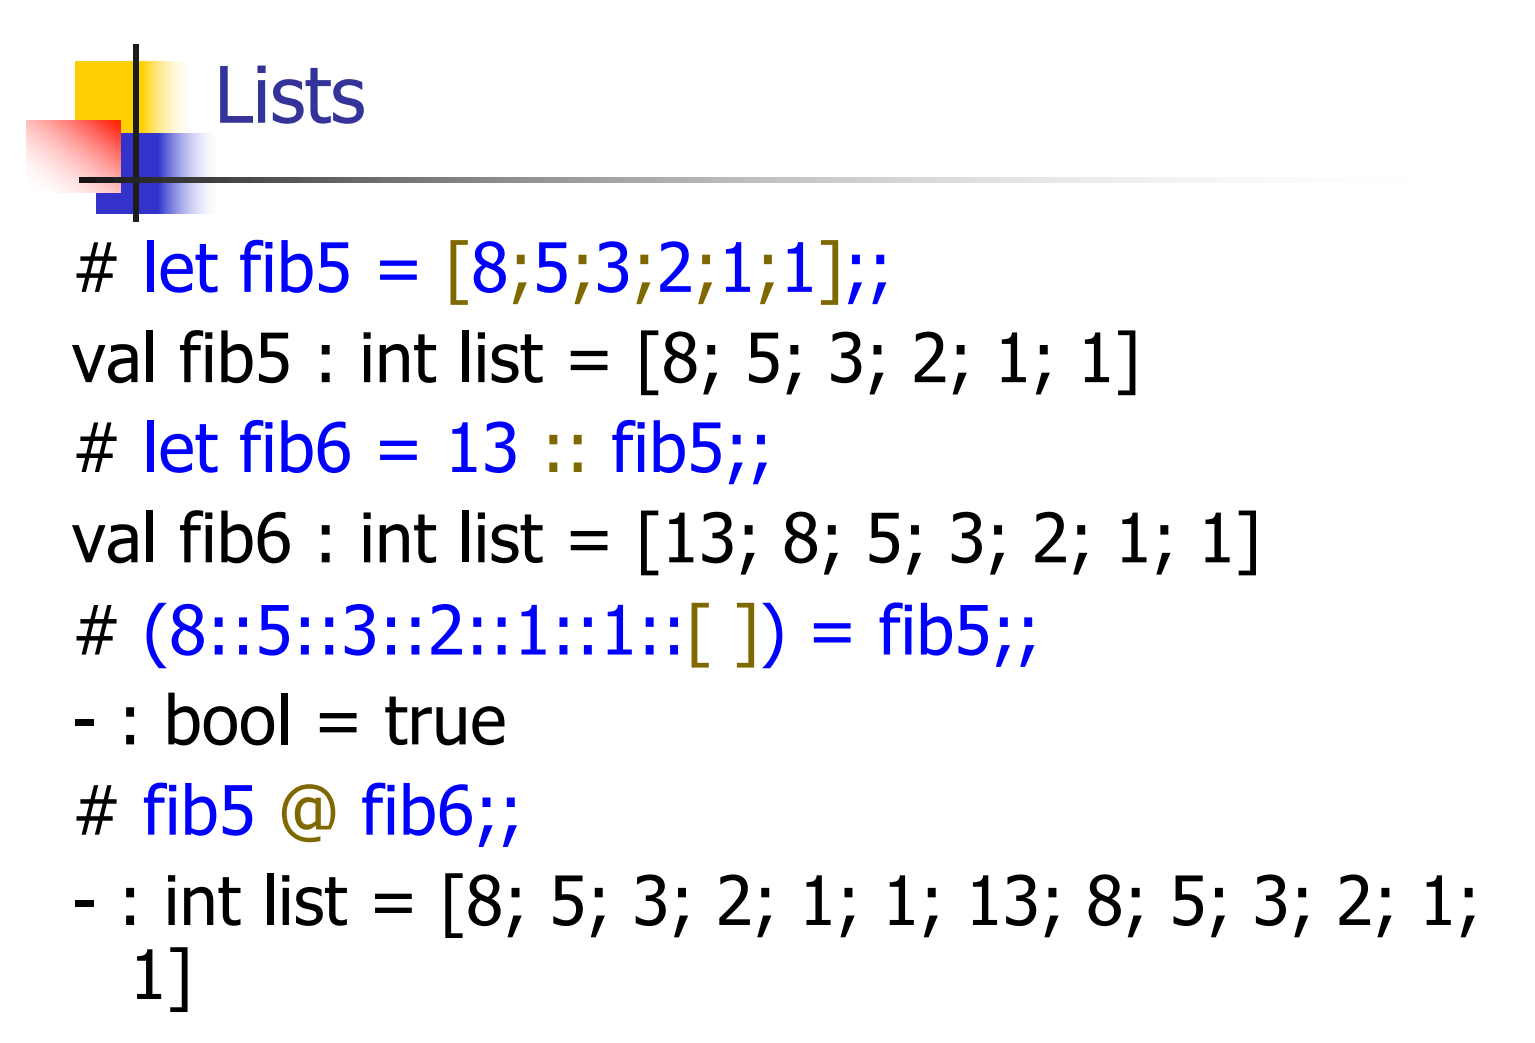 Lists
# let fib5 = [8;5;3;2;1;1];;
val fib5 : int list = [8; 5; 3; 2; 1; 1]
# let fib6 = 13 :: fib5;;
val fib6 : int list = [13; 8; 5; 3; 2; 1; 1]
# (8::5::3::2::1::1::[ ]) = fib5;;
- : bool = true
# fib5 @ fib6;;
- : int list = [8; 5; 3; 2; 1; 1; 13; 8; 5; 3; 2; 1;
1]